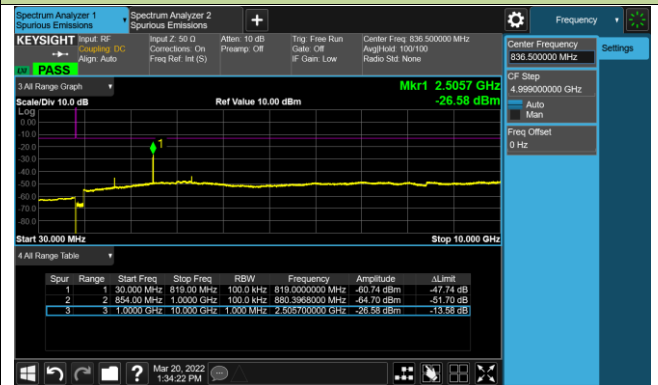 Spectrum Analyzer 1
Spurious Emissions
Spectrum Analyzer 2
Spurious Emissions
+
Frequency
KEYSIGHT
Input: RF
Coupling: DC
Align: Auto
Input Z: 50 Ω
Corrections: On
Freq Ref: Int (S)
Atten: 10 dB
Preamp: Off
Trig: Free Run
Gate: Off
IF Gain: Low
Center Freq: 836.500000 MHz
Avg|Hold: 100/100
Radio Std: None
PASS
Center Frequency
836.500000 MHz
Settings
CF Step
4.999000000 GHz
Auto
Man
Freq Offset
0 Hz
3 All Range Graph
Mkr1 2.5057 GHz
-26.58 dBm
Scale/Div 10.0 dB
Ref Value 10.00 dBm
Log
0.00
-10.0
-20.0
-30.0
-40.0
-50.0
-60.0
-70.0
-80.0
1
Start 30.000 MHz
Stop 10.000 GHz
4 All Range Table
Spur Range Start Freq Stop Freq RBW Frequency Amplitude ΔLimit
1 1 30.000 MHz 819.00 MHz 100.0 kHz 819.0000000 MHz -60.74 dBm -47.74 dB
2 2 854.00 MHz 1.0000 GHz 100.0 kHz 880.3968000 MHz -64.70 dBm -51.70 dB
3 3 1.0000 GHz 10.000 GHz 1.000 MHz 2.505700000 GHz -26.58 dBm -13.58 dB
?
Mar 20, 2022
1:34:22 PM